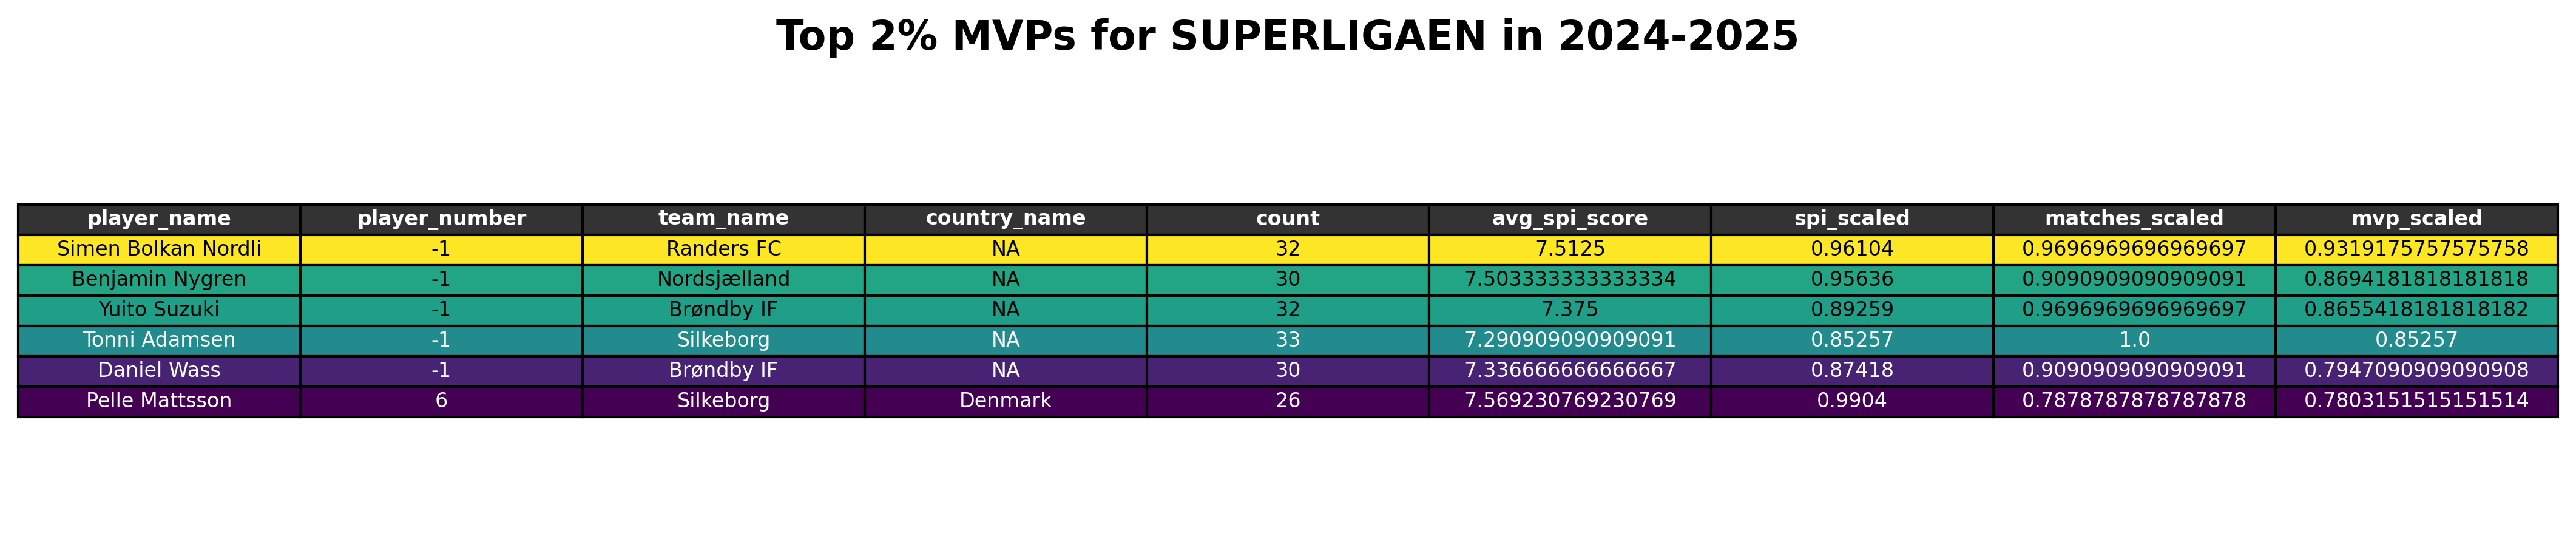 Top 2% MVPs for SUPERLIGAEN in 2024-2025
player_name player_number team_name country_name count avg_spi_score spi_scaled matches_scaled mvp_scaled
Simen Bolkan Nordli -1 Randers FC NA 32 7.5125 0.96104 0.9696969696969697 0.9319175757575758
Benjamin Nygren -1 Nordsjælland NA 30 7.503333333333334 0.95636 0.9090909090909091 0.8694181818181818
Yuito Suzuki -1 Brøndby IF NA 32 7.375 0.89259 0.9696969696969697 0.8655418181818182
Tonni Adamsen -1 Silkeborg NA 33 7.290909090909091 0.85257 1.0 0.85257
Daniel Wass -1 Brøndby IF NA 30 7.336666666666667 0.87418 0.9090909090909091 0.7947090909090908
Pelle Mattsson 6 Silkeborg Denmark 26 7.569230769230769 0.9904 0.7878787878787878 0.7803151515151514